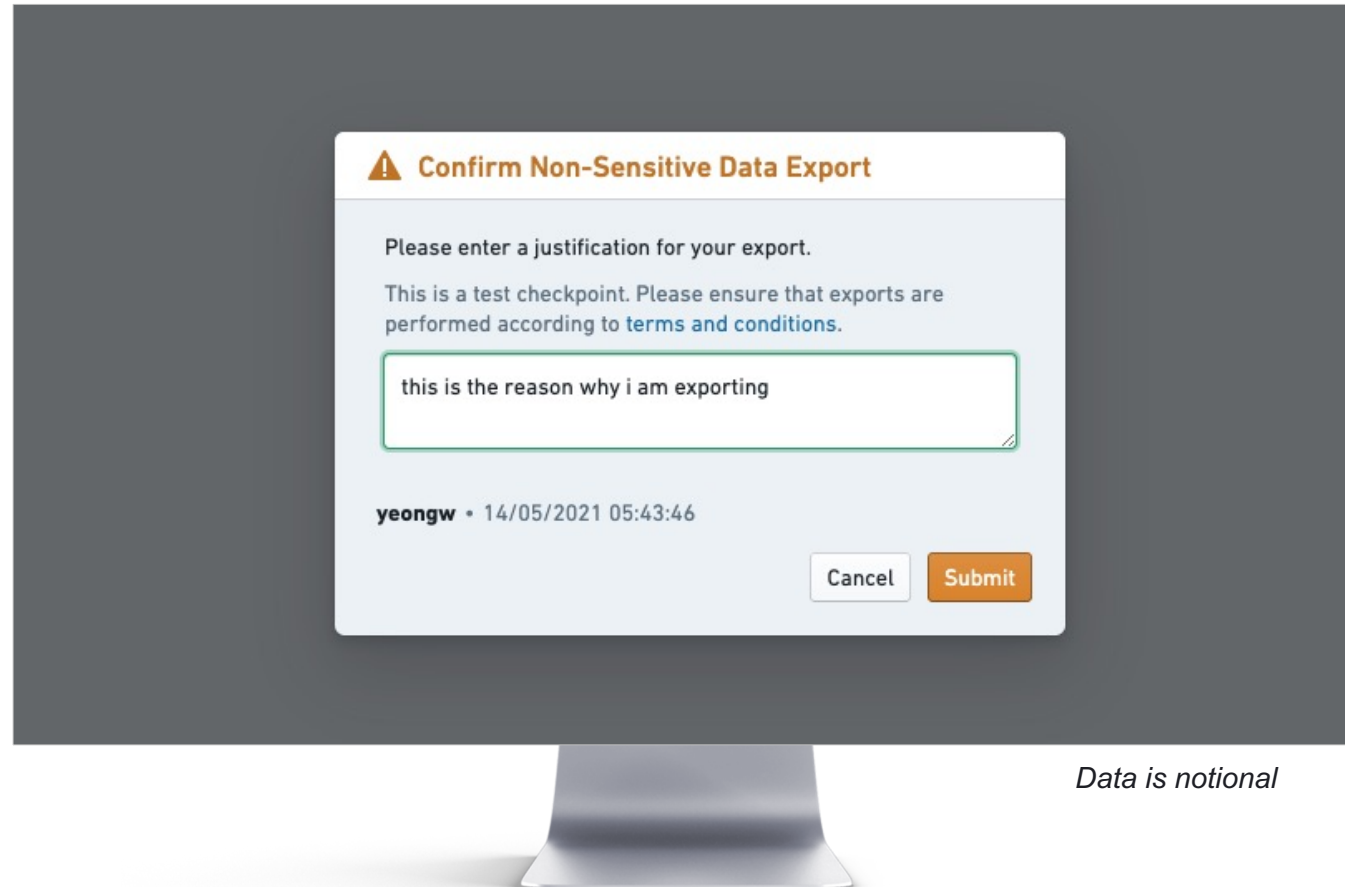 Confirm Non-Sensitive Data Export
Please enter a justification for your export.
This is a test checkpoint. Please ensure that exports are
performed according to terms and conditions.
this is the reason why i am exporting
yeongw • 14/05/2021 05:43:46
Cancel Submit
Data is notional